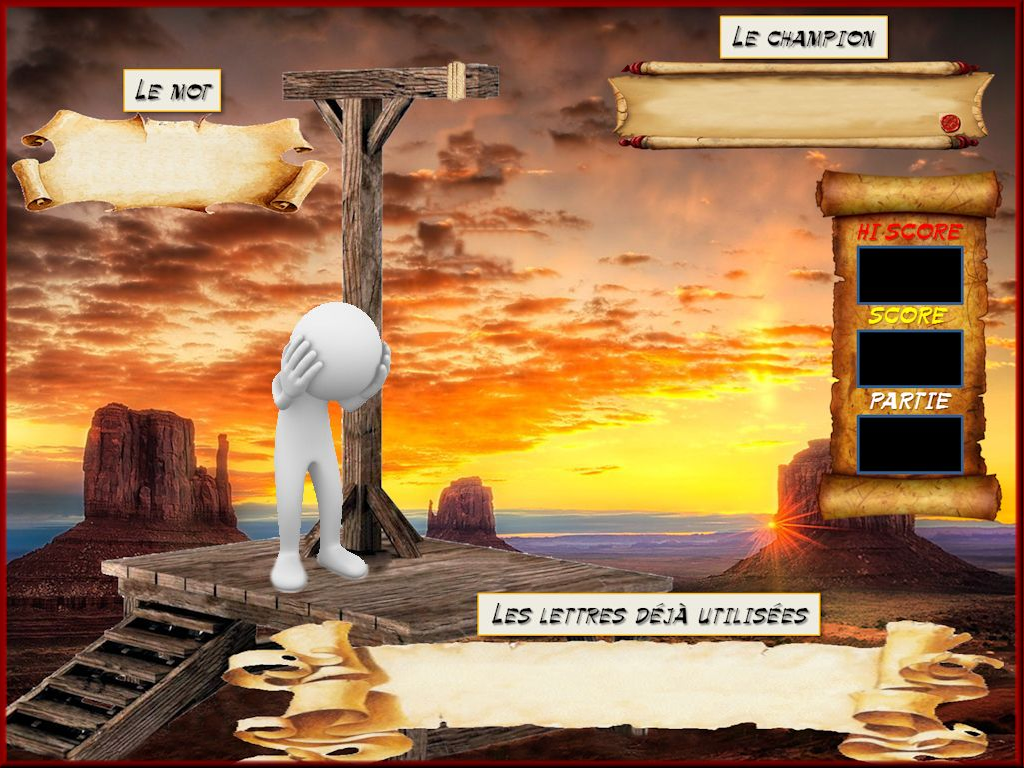 Le champion
Le mot
HI-SCORE
SCORE
PARTIE
Les lettres déjà utilisées